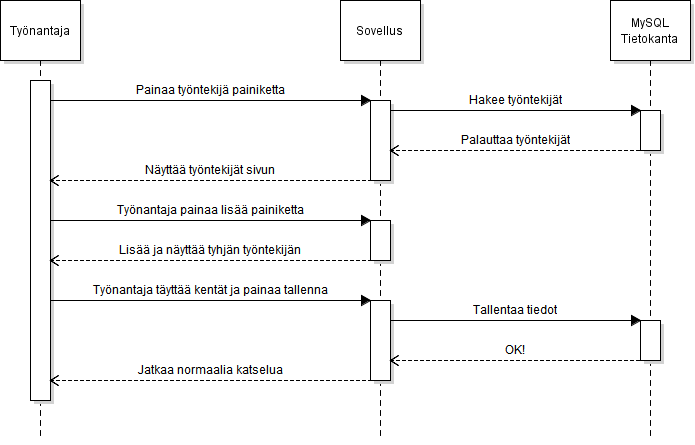 Työnantaja
Sovellus
MySQL
Tietokanta
Painaa työntekijä painiketta
Hakee työntekijät
Palauttaa työntekijät
Näyttää työntekijät sivun
Työnantaja painaa lisää painiketta
Lisää ja näyttää tyhjän työntekijän
Työnantaja täyttää kentät ja painaa tallenna
Tallentaa tiedot
OK!
Jatkaa normaalia katselua